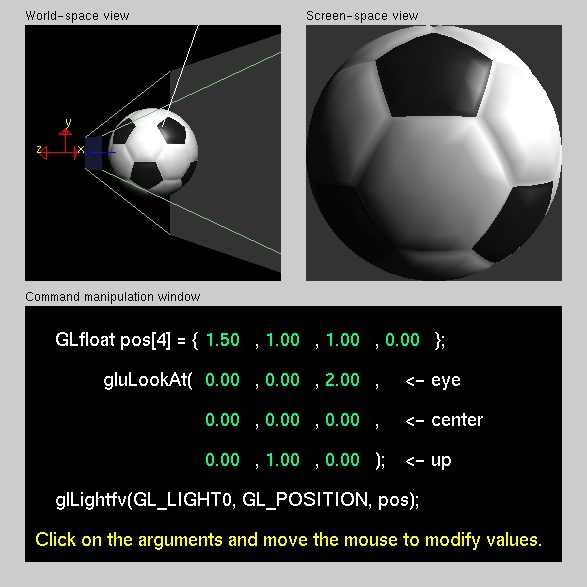 World-space view
Screen-space view
y
z
x
Command manipulation window
GLfloat pos[4] = { 1.50 , 1.00 , 1.00 , 0.00 };
gluLookAt( 0.00 , 0.00 , 2.00 , <- eye
0.00 , 0.00 , 0.00 , <- center
0.00 , 1.00 , 0.00 ); <- up
glLightfv(GL_LIGHT0, GL_POSITION, pos);
Click on the arguments and move the mouse to modify values.